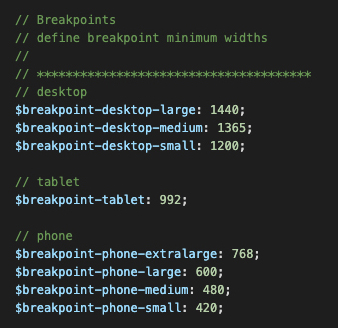 // Breakpoints
// define breakpoint minimum widths
//
// **************************************
// desktop
$breakpoint-desktop-large: 1440;
$breakpoint-desktop-medium: 1365;
$breakpoint-desktop-small: 1200;
// tablet
$breakpoint-tablet: 992;
// phone
$breakpoint-phone-extralarge: 768;
$breakpoint-phone-large: 600;
$breakpoint-phone-medium: 480;
$breakpoint-phone-small: 420;